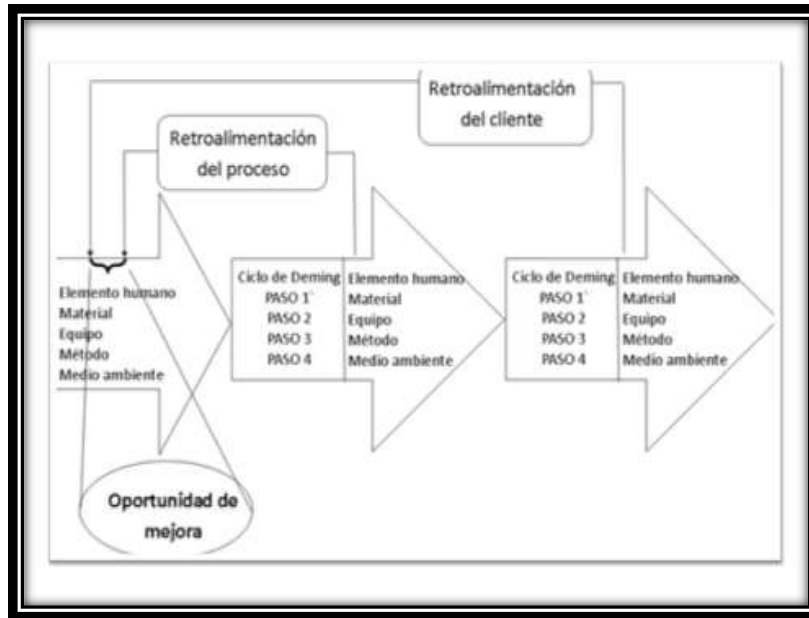 Retroalimentación
del cliente
Retroalimentación
del proceso
Elemento humano
Material
Equipo
Método
Medio ambiente
Ciclo de Deming
PASO 1`
PASO 2
PASO 3
PASO 4
Elemento humano
Material
Equipo
Método
Medio ambiente
Ciclo de Deming
PASO 1`
PASO 2
PASO 3
PASO 4
Elemento humano
Material
Equipo
Método
Medio ambiente
Oportunidad de
mejora